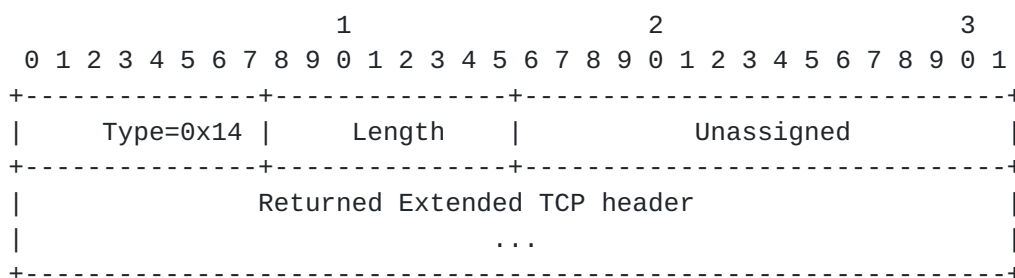 1                   2                   3
 0 1 2 3 4 5 6 7 8 9 0 1 2 3 4 5 6 7 8 9 0 1 2 3 4 5 6 7 8 9 0 1
+---------------+---------------+-------------------------------+
|     Type=0x14 |     Length    |           Unassigned          |
+---------------+---------------+-------------------------------+
|               Returned Extended TCP header                    |
|                              ...                              |
+---------------------------------------------------------------+